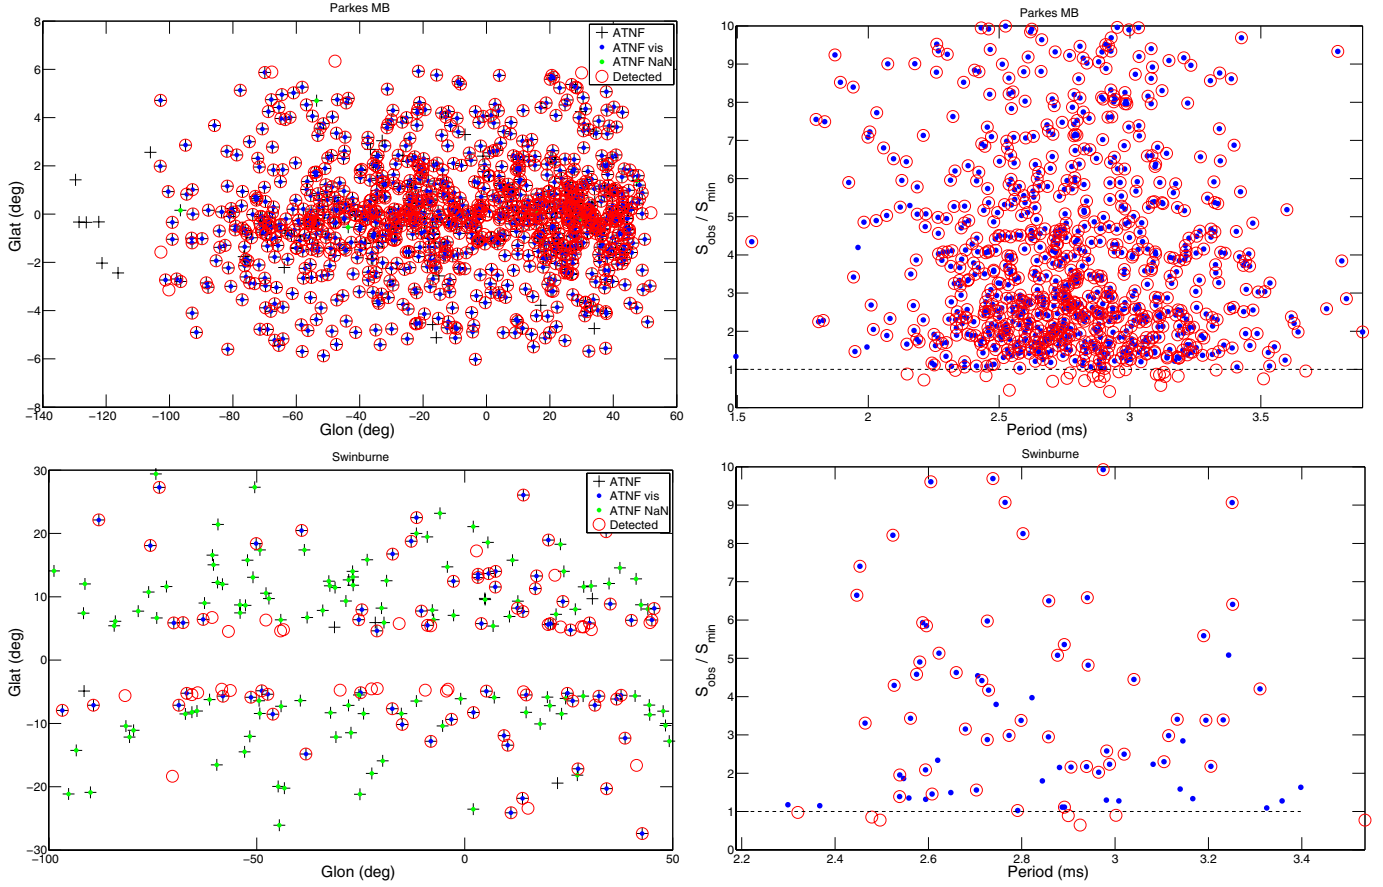 Parkes MB
8
6
4
2
0
−2
−4
−6
−8
Glat (deg)
−140 −120 −100 −80 −60 −40 −20 0 20 40 60
Glon (deg)
ATNF
ATNF vis
ATNF NaN
Detected
Parkes MB
10
9
8
7
6
5
4
3
2
1
0
S_obs / S_min
1.5 2 2.5 3 3.5
Period (ms)
Swinburne
30
20
10
0
−10
−20
−30
Glat (deg)
−100 −50 0 50
Glon (deg)
ATNF
ATNF vis
ATNF NaN
Detected
Swinburne
10
9
8
7
6
5
4
3
2
1
0
S_obs / S_min
2.2 2.4 2.6 2.8 3 3.2 3.4
Period (ms)